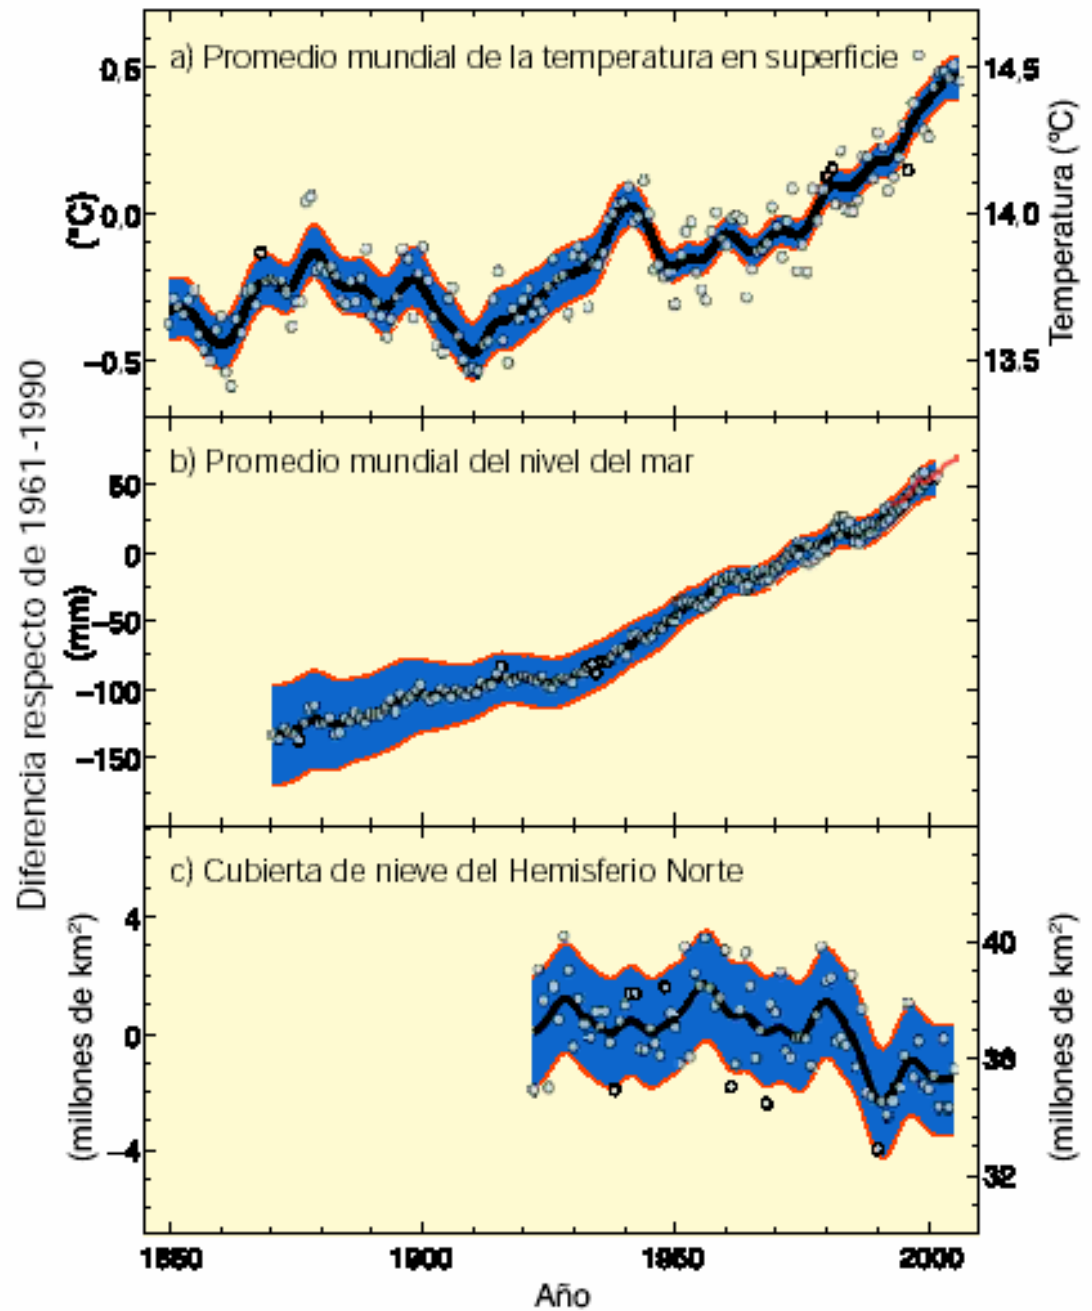 Diferencia respecto de 1961-1990
a) Promedio mundial de la temperatura en superficie
(°C)
0,5
0,0
−0,5
14,5
14,0
13,5
Temperatura (°C)
b) Promedio mundial del nivel del mar
(mm)
50
0
−50
−100
−150
c) Cubierta de nieve del Hemisferio Norte
(millones de km²)
4
0
−4
40
36
32
(millones de km²)
1850
1900
1950
2000
Año